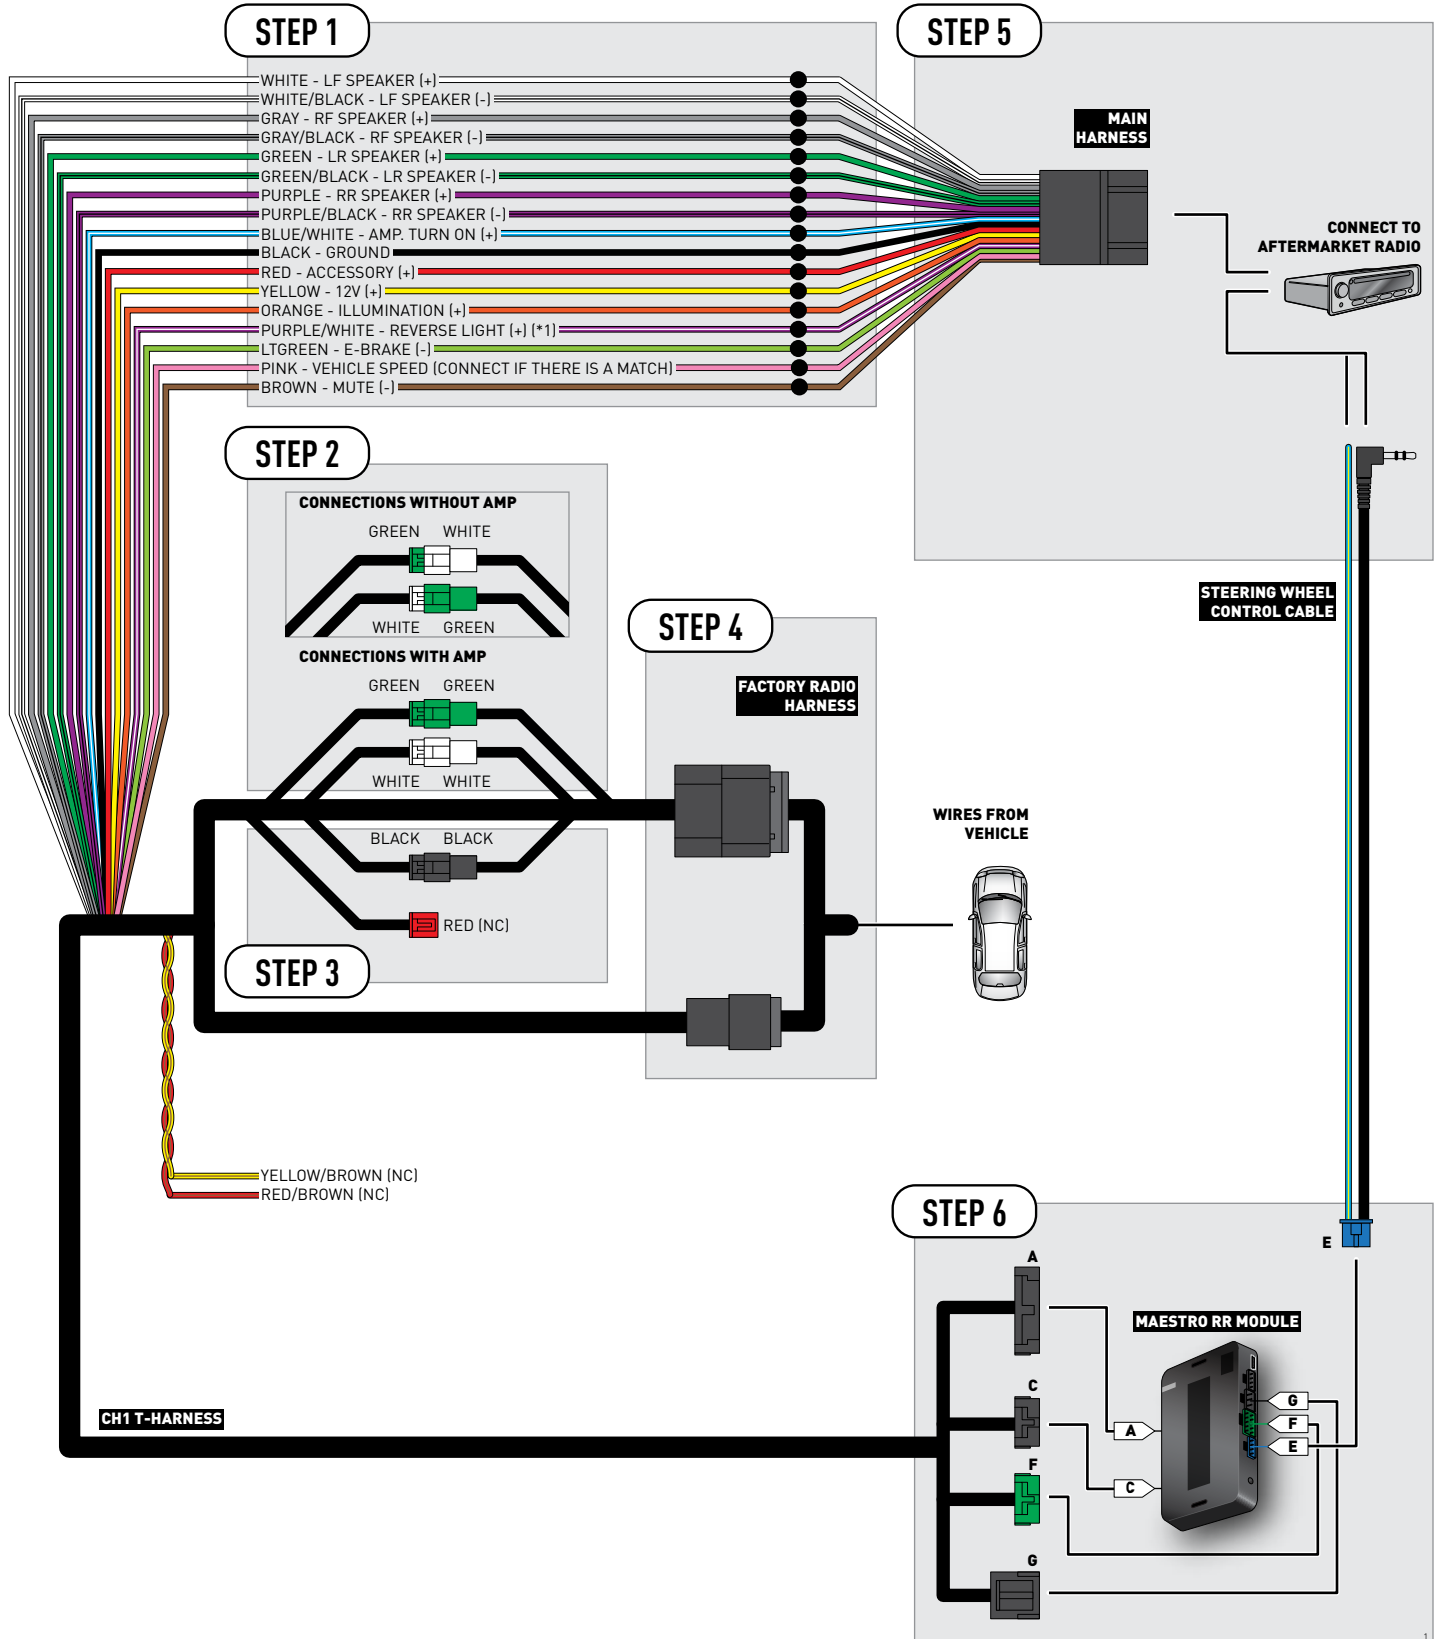 STEP 1
WHITE - LF SPEAKER (+)
WHITE/BLACK - LF SPEAKER (-)
GRAY - RF SPEAKER (+)
GRAY/BLACK - RF SPEAKER (-)
GREEN - LR SPEAKER (+)
GREEN/BLACK - LR SPEAKER (-)
PURPLE - RR SPEAKER (+)
PURPLE/BLACK - RR SPEAKER (-)
BLUE/WHITE - AMP. TURN ON (+)
BLACK - GROUND
RED - ACCESSORY (+)
YELLOW - 12V (+)
ORANGE - ILLUMINATION (+)
PURPLE/WHITE - REVERSE LIGHT (+) (*1)
LTGREEN - E-BRAKE (-)
PINK - VEHICLE SPEED (CONNECT IF THERE IS A MATCH)
BROWN - MUTE (-)
STEP 5
MAIN
HARNESS
CONNECT TO
AFTERMARKET RADIO
STEERING WHEEL
CONTROL CABLE
STEP 2
CONNECTIONS WITHOUT AMP
GREEN WHITE
WHITE GREEN
CONNECTIONS WITH AMP
GREEN GREEN
WHITE WHITE
BLACK BLACK
RED (NC)
STEP 3
STEP 4
FACTORY RADIO
HARNESS
WIRES FROM
VEHICLE
YELLOW/BROWN (NC)
RED/BROWN (NC)
CH1 T-HARNESS
STEP 6
E
A
MAESTRO RR MODULE
C
G
F
A
E
F
C
G
1